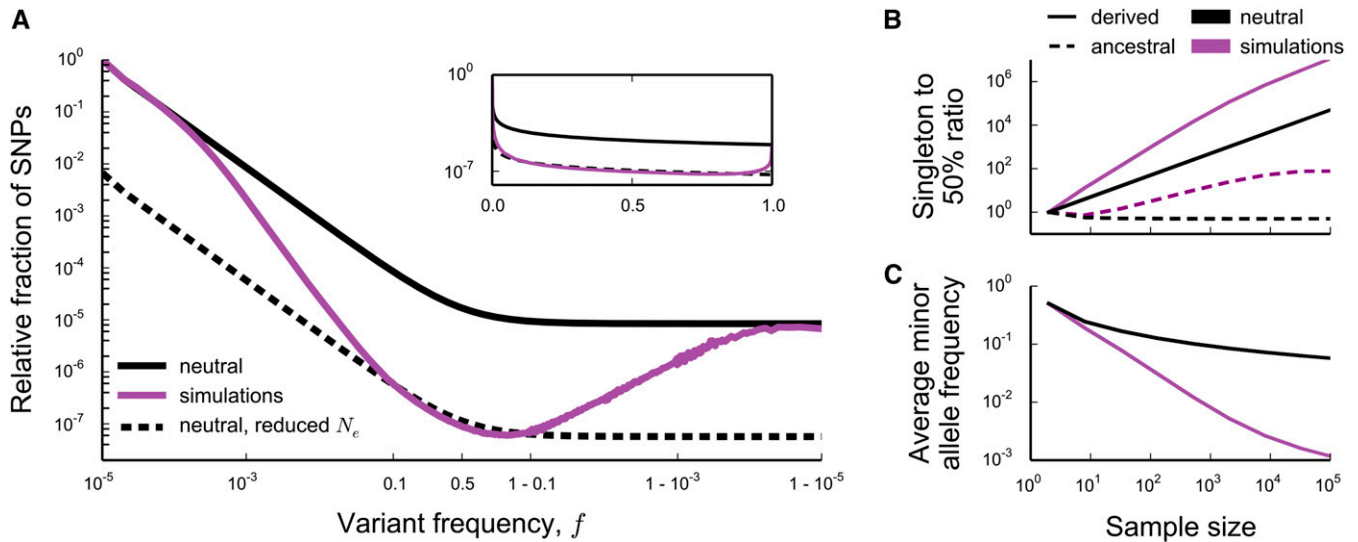 A
Relative fraction of SNPs
10^0
10^-1
10^-2
10^-3
10^-4
10^-5
10^-6
10^-7
10^-5
10^-3
0.1
0.5
1 - 0.1
1 - 10^-3
1 - 10^-5
Variant frequency, f
neutral
simulations
neutral, reduced N_e
10^0
10^-7
0.0
0.5
1.0
B
derived
neutral
ancestral
simulations
Singleton to
50% ratio
10^6
10^4
10^2
10^0
C
Average minor
allele frequency
10^0
10^-1
10^-2
10^-3
10^0
10^1
10^2
10^3
10^4
10^5
Sample size